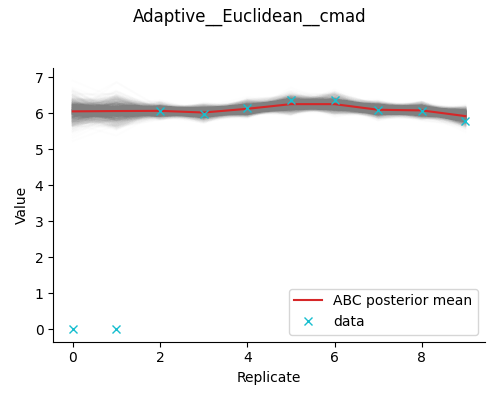 Adaptive__Euclidean__cmad
7
6
5
4
3
2
1
0
Value
0 2 4 6 8
Replicate
ABC posterior mean
data